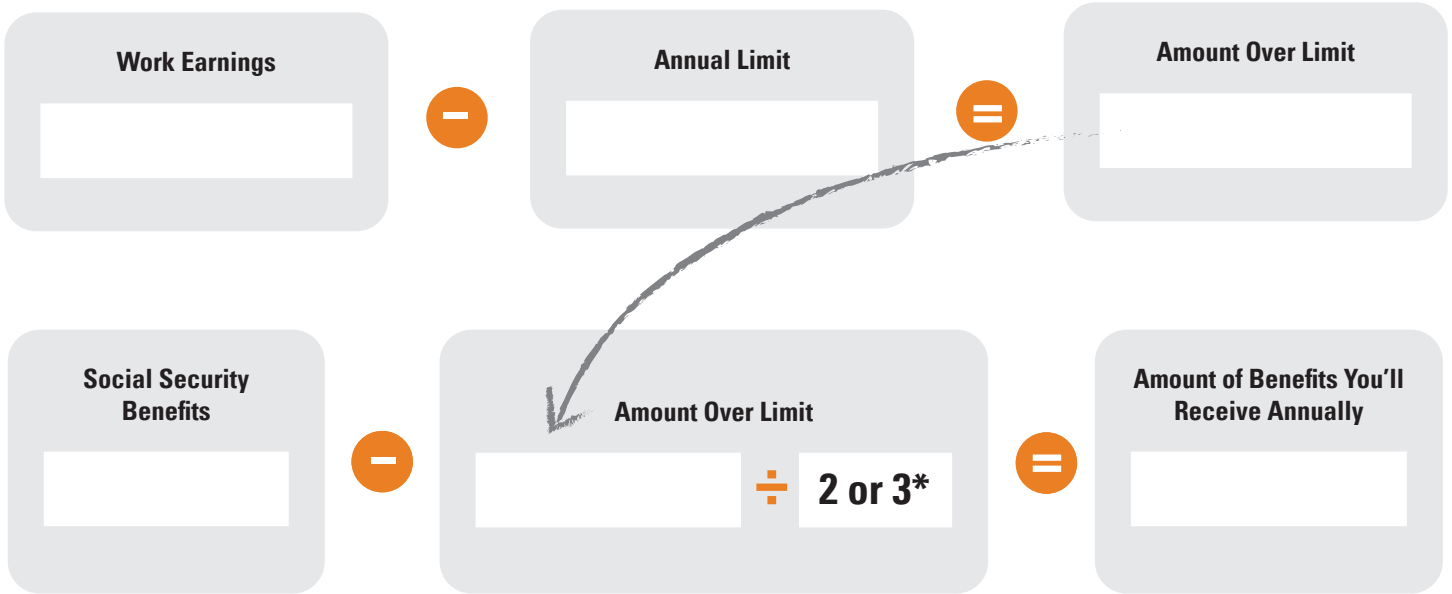 Work Earnings
−
Annual Limit
=
Amount Over Limit
Social Security
Benefits
−
Amount Over Limit
÷
2 or 3*
=
Amount of Benefits You’ll
Receive Annually